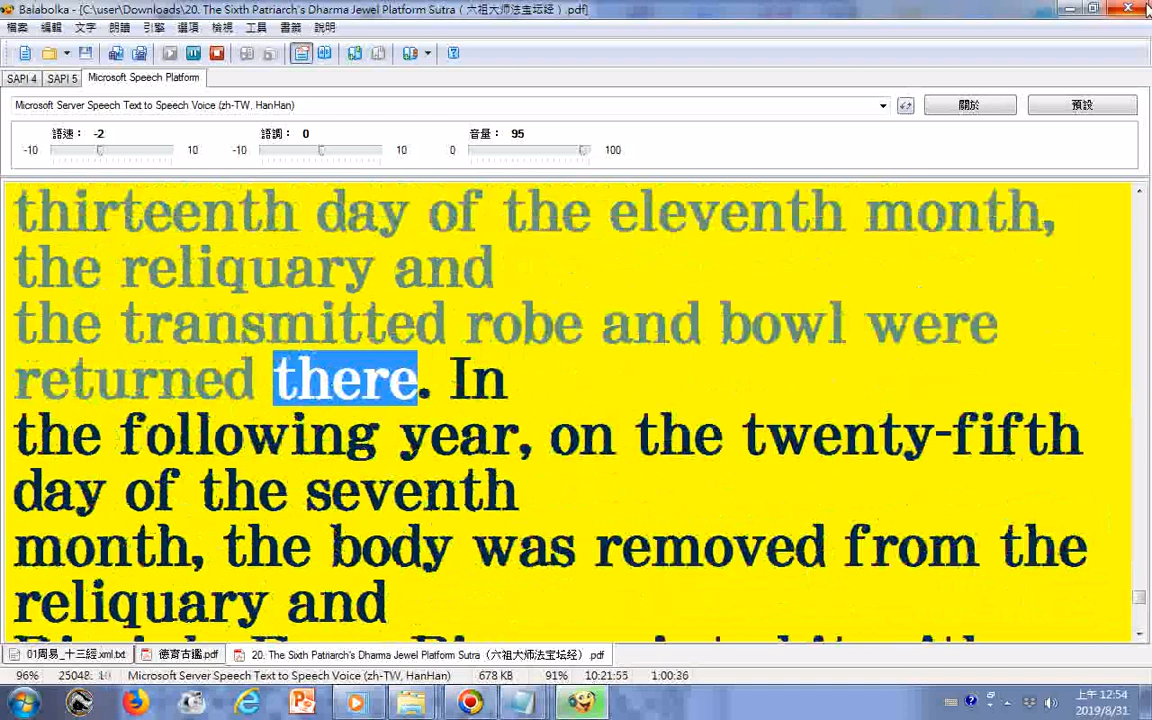 Balabolka - [C:\user\Downloads\20. The Sixth Patriarch's Dharma Jewel Platform Sutra（六祖大师法宝坛经）.pdf]
檔案 編輯 文字 朗讀 引擎 選項 檢視 工具 書籤 說明
SAPI 4 SAPI 5 Microsoft Speech Platform
Microsoft Server Speech Text to Speech Voice (zh-TW, HanHan) 關於 預設
語速： -2 語調： 0 音量： 95
-10 10 -10 10 0 100
thirteenth day of the eleventh month,
the reliquary and
the transmitted robe and bowl were
returned there. In
the following year, on the twenty-fifth
day of the seventh
month, the body was removed from the
reliquary and
01周易_十三經.xml.txt 德育古鑑.pdf 20. The Sixth Patriarch's Dharma Jewel Platform Sutra（六祖大师法宝坛经）.pdf
96% 25048: Microsoft Server Speech Text to Speech Voice (zh-TW, HanHan) 678 KB 91% 10:21:55 1:00:36
上午 12:54
2019/8/31